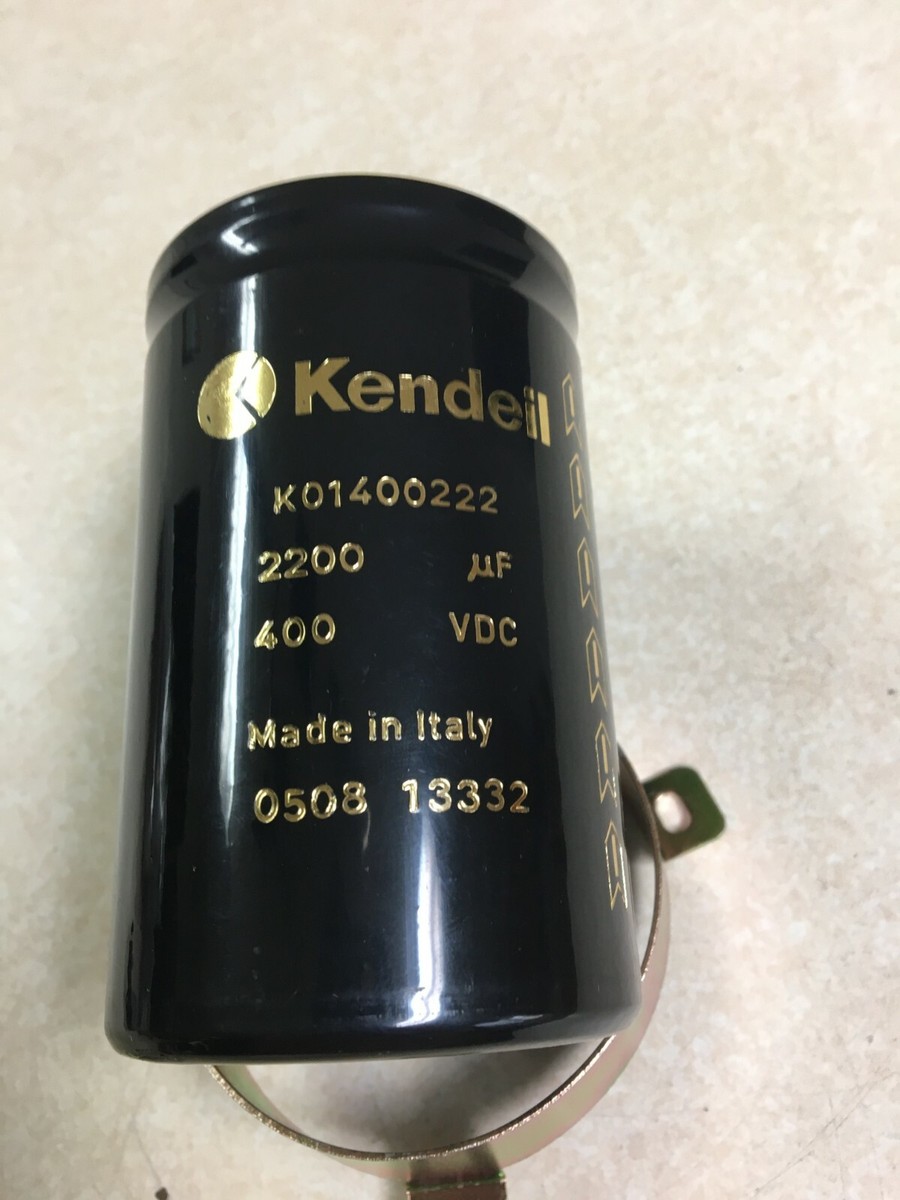 Kendeil
K01400222
2200 µF
400 VDC
Made in Italy
0508 13332